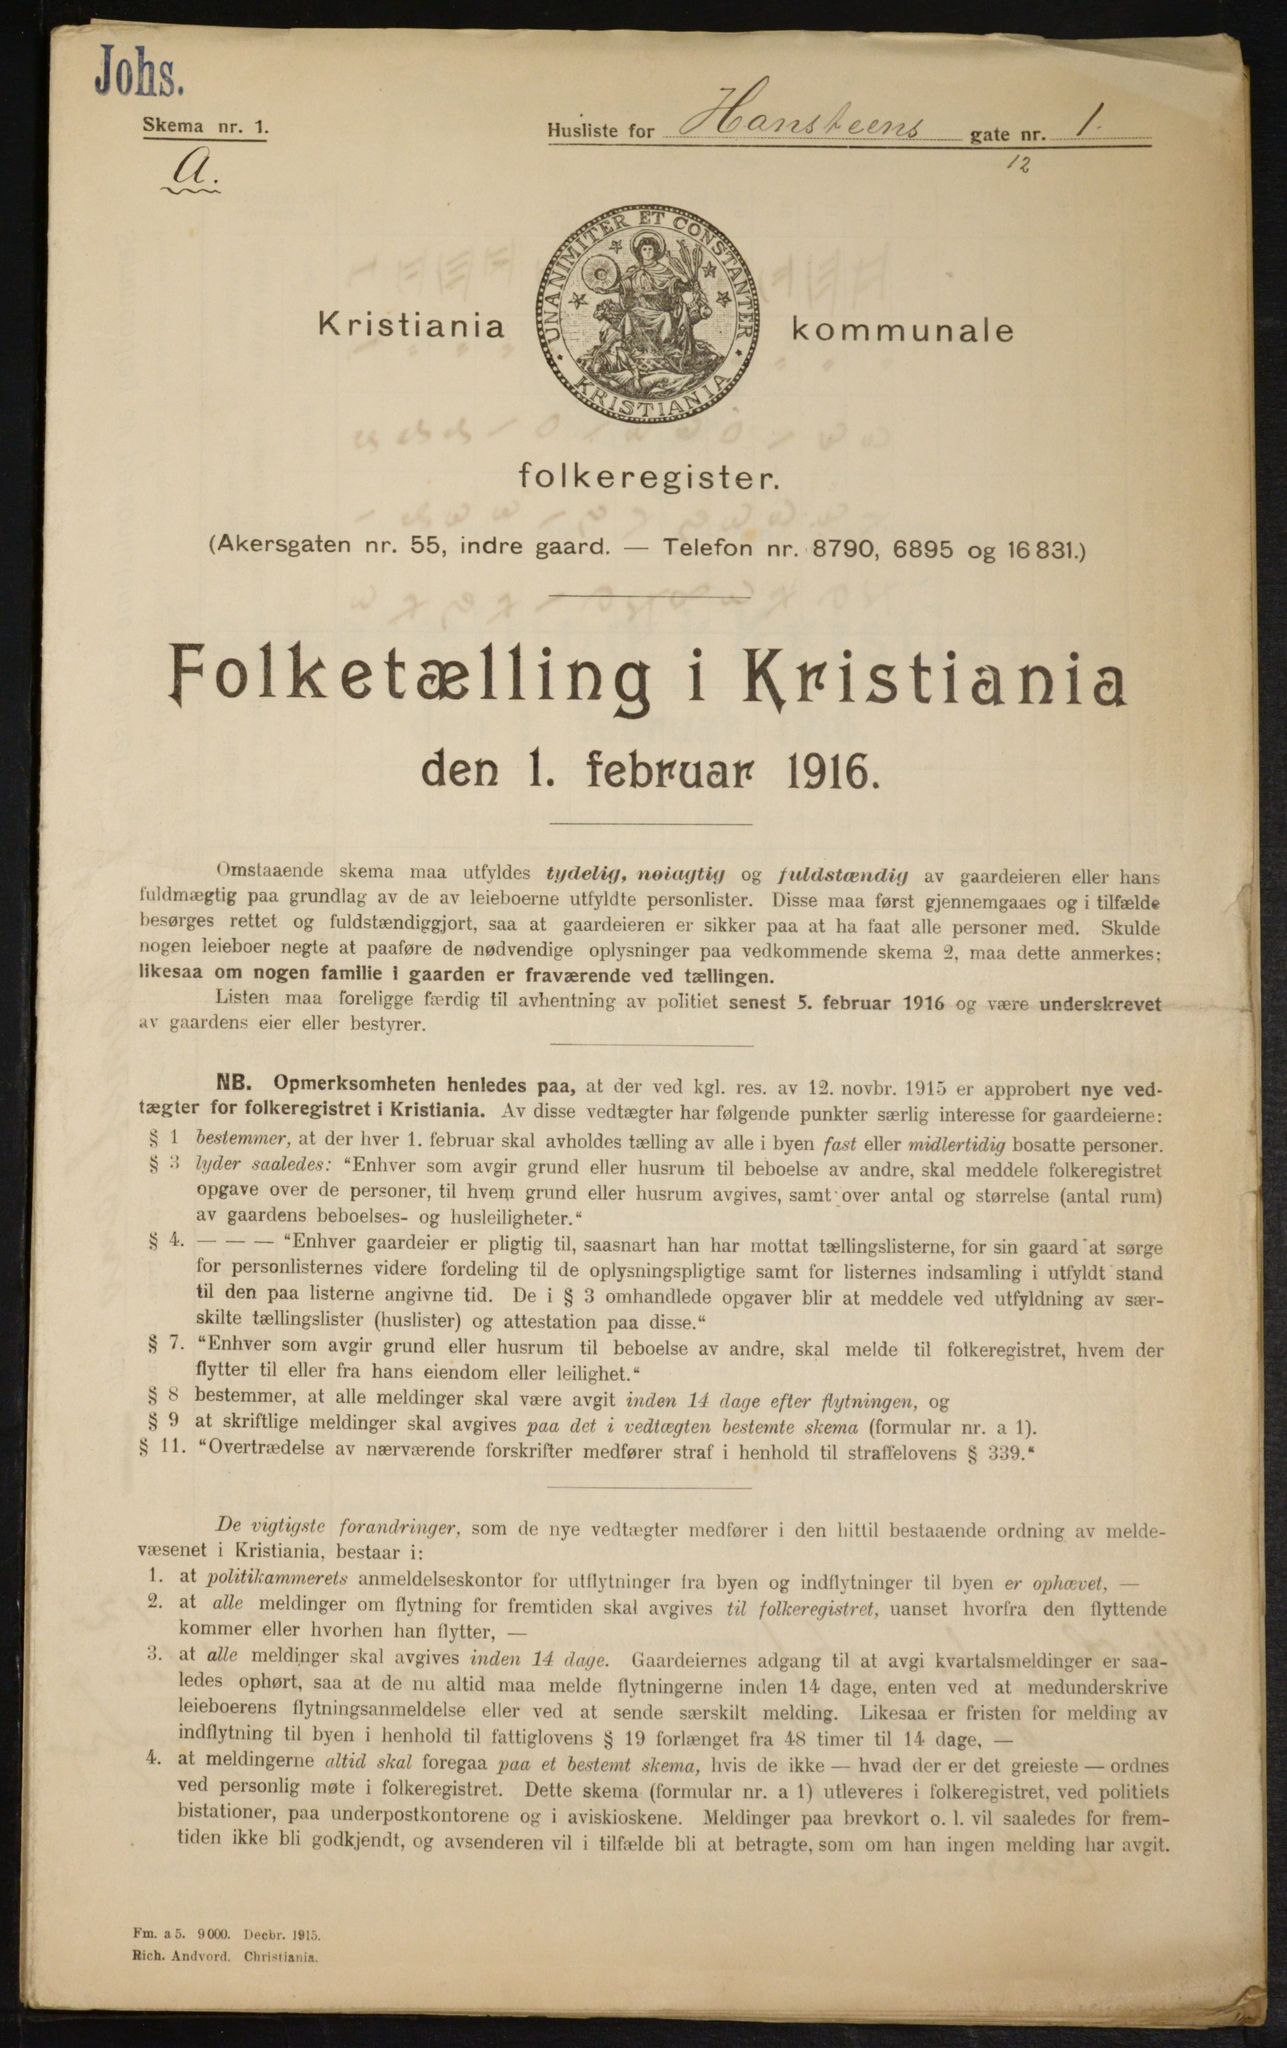 Johs.
Skema nr. 1.
Husliste for Hansteens gate nr. 1.
A.
12
UNANIMITER ET CONSTANTER
KRISTIANIA
Kristiania kommunale
folkeregister.
(Akersgaten nr. 55, indre gaard. — Telefon nr. 8790, 6895 og 16 831.)
Folketælling i Kristiania
den 1. februar 1916.
Omstaaende skema maa utfyldes tydelig, nøiagtig og fuldstændig av gaardeieren eller hans
fuldmægtig paa grundlag av de av leieboerne utfyldte personlister. Disse maa først gjennemgaaes og i tilfælde
besørges rettet og fuldstændiggjort, saa at gaardeieren er sikker paa at ha faat alle personer med. Skulde
nogen leieboer negte at paaføre de nødvendige oplysninger paa vedkommende skema 2, maa dette anmerkes;
likesaa om nogen familie i gaarden er fraværende ved tællingen.
Listen maa foreligge færdig til avhentning av politiet senest 5. februar 1916 og være underskrevet
av gaardens eier eller bestyrer.
NB. Opmerksomheten henledes paa, at der ved kgl. res. av 12. novbr. 1915 er approbert nye ved-
tægter for folkeregistret i Kristiania. Av disse vedtægter har følgende punkter særlig interesse for gaardeierne:
§ 1 bestemmer, at der hver 1. februar skal avholdes tælling av alle i byen fast eller midlertidig bosatte personer.
§ 3 lyder saaledes: “Enhver som avgir grund eller husrum til beboelse av andre, skal meddele folkeregistret
opgave over de personer, til hvem grund eller husrum avgives, samt over antal og størrelse (antal rum)
av gaardens beboelses- og husleiligheter.“
§ 4. — — — “Enhver gaardeier er pligtig til, saasnart han har mottat tællingslisterne, for sin gaard at sørge
for personlisternes videre fordeling til de oplysningspligtige samt for listernes indsamling i utfyldt stand
til den paa listerne angivne tid. De i § 3 omhandlede opgaver blir at meddele ved utfyldning av sær-
skilte tællingslister (huslister) og attestation paa disse.“
§ 7. “Enhver som avgir grund eller husrum til beboelse av andre, skal melde til folkeregistret, hvem der
flytter til eller fra hans eiendom eller leilighet.“
§ 8 bestemmer, at alle meldinger skal være avgit inden 14 dage efter flytningen, og
§ 9 at skriftlige meldinger skal avgives paa det i vedtægten bestemte skema (formular nr. a 1).
§ 11. “Overtrædelse av nærværende forskrifter medfører straf i henhold til straffelovens § 339.“
De vigtigste forandringer, som de nye vedtægter medfører i den hittil bestaaende ordning av melde-
væsenet i Kristiania, bestaar i:
1. at politikammerets anmeldelseskontor for utflytninger fra byen og indflytninger til byen er ophævet, —
2. at alle meldinger om flytning for fremtiden skal avgives til folkeregistret, uanset hvorfra den flyttende
kommer eller hvorhen han flytter, —
3. at alle meldinger skal avgives inden 14 dage. Gaardeiernes adgang til at avgi kvartalsmeldinger er saa-
ledes ophørt, saa at de nu altid maa melde flytningerne inden 14 dage, enten ved at medunderskrive
leieboerens flytningsanmeldelse eller ved at sende særskilt melding. Likesaa er fristen for melding av
indflytning til byen i henhold til fattiglovens § 19 forlænget fra 48 timer til 14 dage, —
4. at meldingerne altid skal foregaa paa et bestemt skema, hvis de ikke — hvad der er det greieste — ordnes
ved personlig møte i folkeregistret. Dette skema (formular nr. a 1) utleveres i folkeregistret, ved politiets
bistationer, paa underpostkontorene og i aviskioskene. Meldinger paa brevkort o. l. vil saaledes for frem-
tiden ikke bli godkjendt, og avsenderen vil i tilfælde bli at betragte, som om han ingen melding har avgit.
Fm. a 5. 9 000. Decbr. 1915.
Rich. Andvord. Christiania.